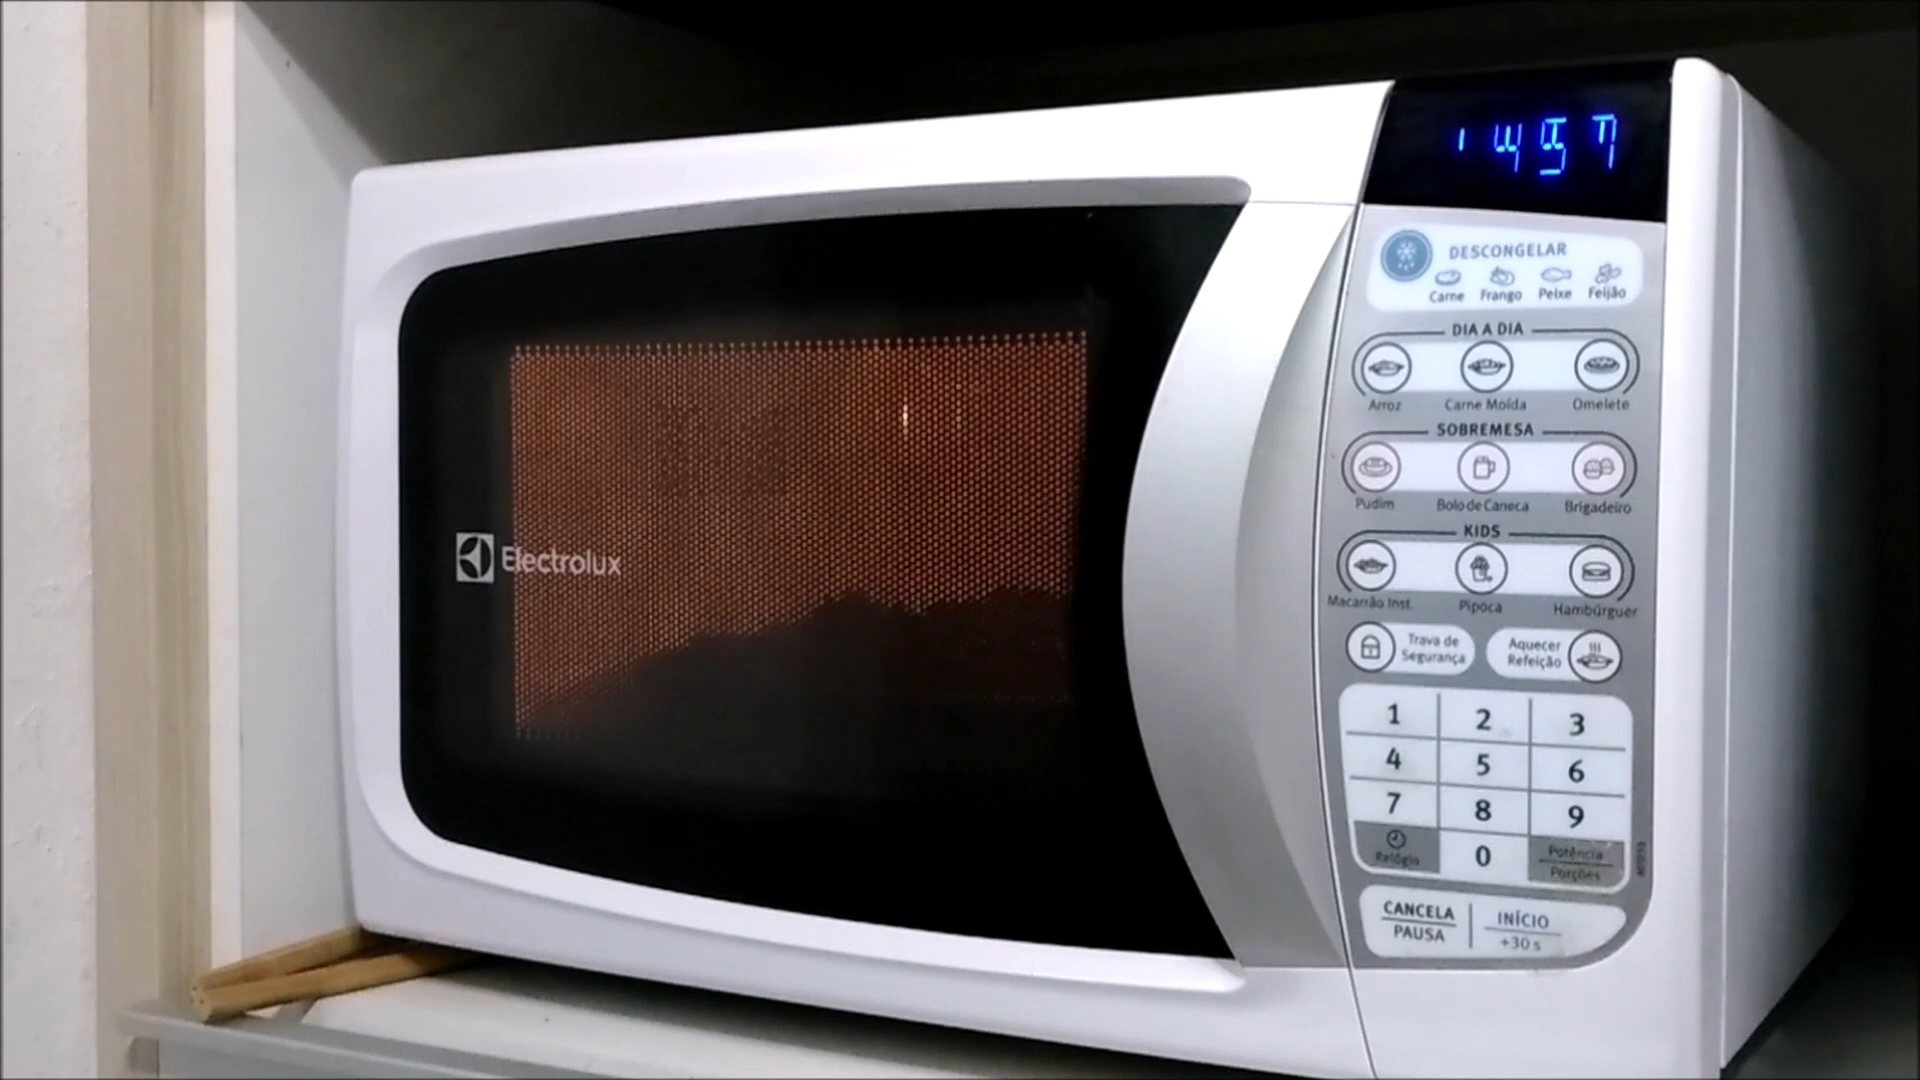 DESCONGELAR
Carne Frango Peixe Feijão
DIA A DIA
Arroz Carne Moída Omelete
SOBREMESA
Pudim Bolo de Caneca Brigadeiro
KIDS
Macarrão Inst. Pipoca Hambúrguer
Trava de Segurança
Aquecer Refeição
Electrolux
1 2 3
4 5 6
7 8 9
Relógio 0 Potência
Porções
CANCELA INÍCIO
PAUSA +30 s